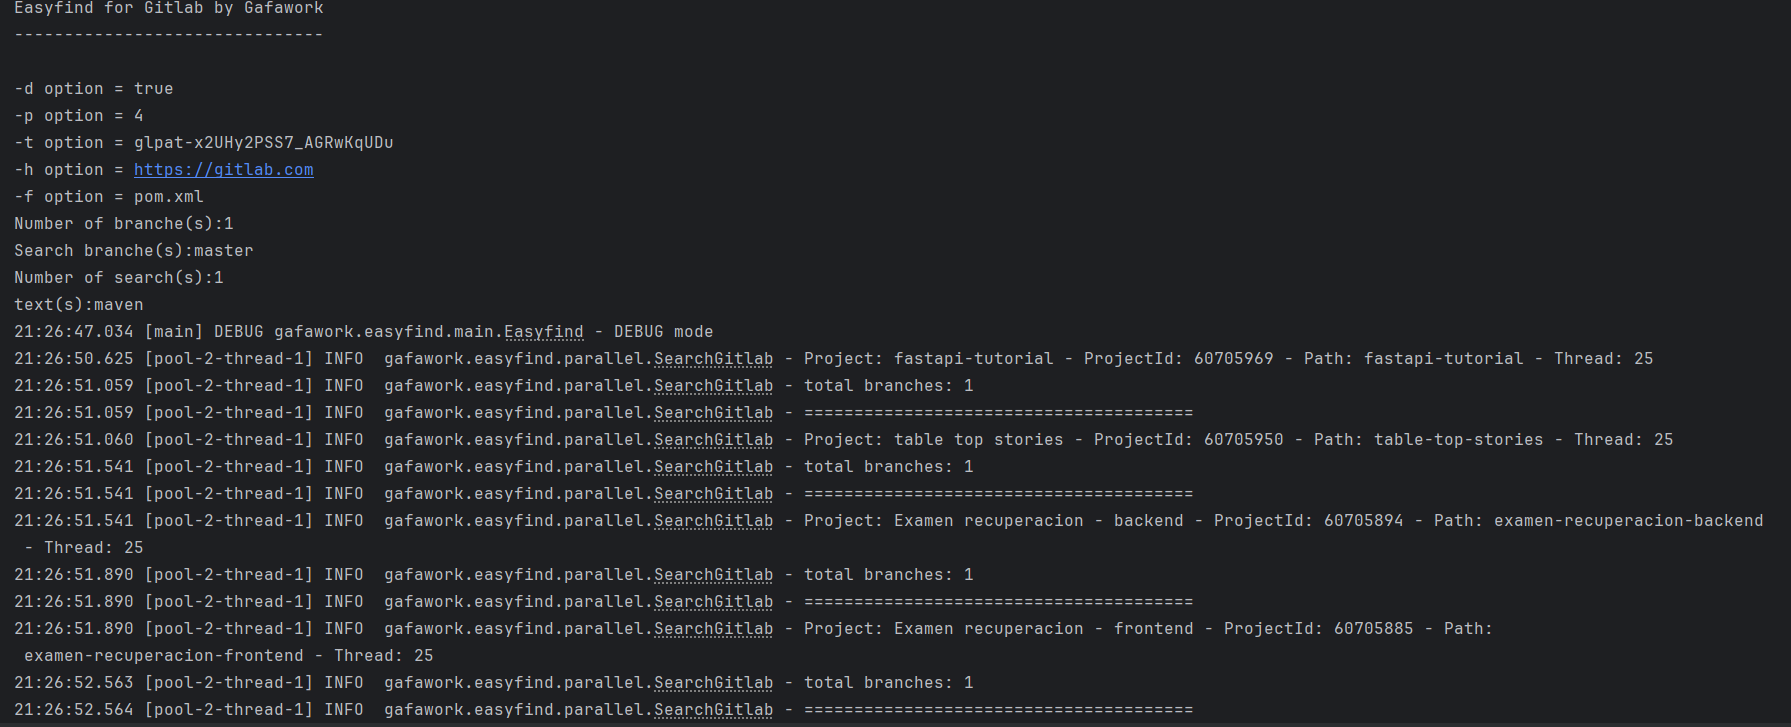 Easyfind for Gitlab by Gafawork
-------------------------------
-d option = true
-p option = 4
-t option = glpat-x2UHy2PSS7_AGRwKqUDu
-h option = https://gitlab.com
-f option = pom.xml
Number of branche(s):1
Search branche(s):master
Number of search(s):1
text(s):maven
21:26:47.034 [main] DEBUG gafawork.easyfind.main.Easyfind - DEBUG mode
21:26:50.625 [pool-2-thread-1] INFO  gafawork.easyfind.parallel.SearchGitlab - Project: fastapi-tutorial - ProjectId: 60705969 - Path: fastapi-tutorial - Thread: 25
21:26:51.059 [pool-2-thread-1] INFO  gafawork.easyfind.parallel.SearchGitlab - total branches: 1
21:26:51.059 [pool-2-thread-1] INFO  gafawork.easyfind.parallel.SearchGitlab - =======================================
21:26:51.060 [pool-2-thread-1] INFO  gafawork.easyfind.parallel.SearchGitlab - Project: table top stories - ProjectId: 60705950 - Path: table-top-stories - Thread: 25
21:26:51.541 [pool-2-thread-1] INFO  gafawork.easyfind.parallel.SearchGitlab - total branches: 1
21:26:51.541 [pool-2-thread-1] INFO  gafawork.easyfind.parallel.SearchGitlab - =======================================
21:26:51.541 [pool-2-thread-1] INFO  gafawork.easyfind.parallel.SearchGitlab - Project: Examen recuperacion - backend - ProjectId: 60705894 - Path: examen-recuperacion-backend
 - Thread: 25
21:26:51.890 [pool-2-thread-1] INFO  gafawork.easyfind.parallel.SearchGitlab - total branches: 1
21:26:51.890 [pool-2-thread-1] INFO  gafawork.easyfind.parallel.SearchGitlab - =======================================
21:26:51.890 [pool-2-thread-1] INFO  gafawork.easyfind.parallel.SearchGitlab - Project: Examen recuperacion - frontend - ProjectId: 60705885 - Path:
 examen-recuperacion-frontend - Thread: 25
21:26:52.563 [pool-2-thread-1] INFO  gafawork.easyfind.parallel.SearchGitlab - total branches: 1
21:26:52.564 [pool-2-thread-1] INFO  gafawork.easyfind.parallel.SearchGitlab - =======================================